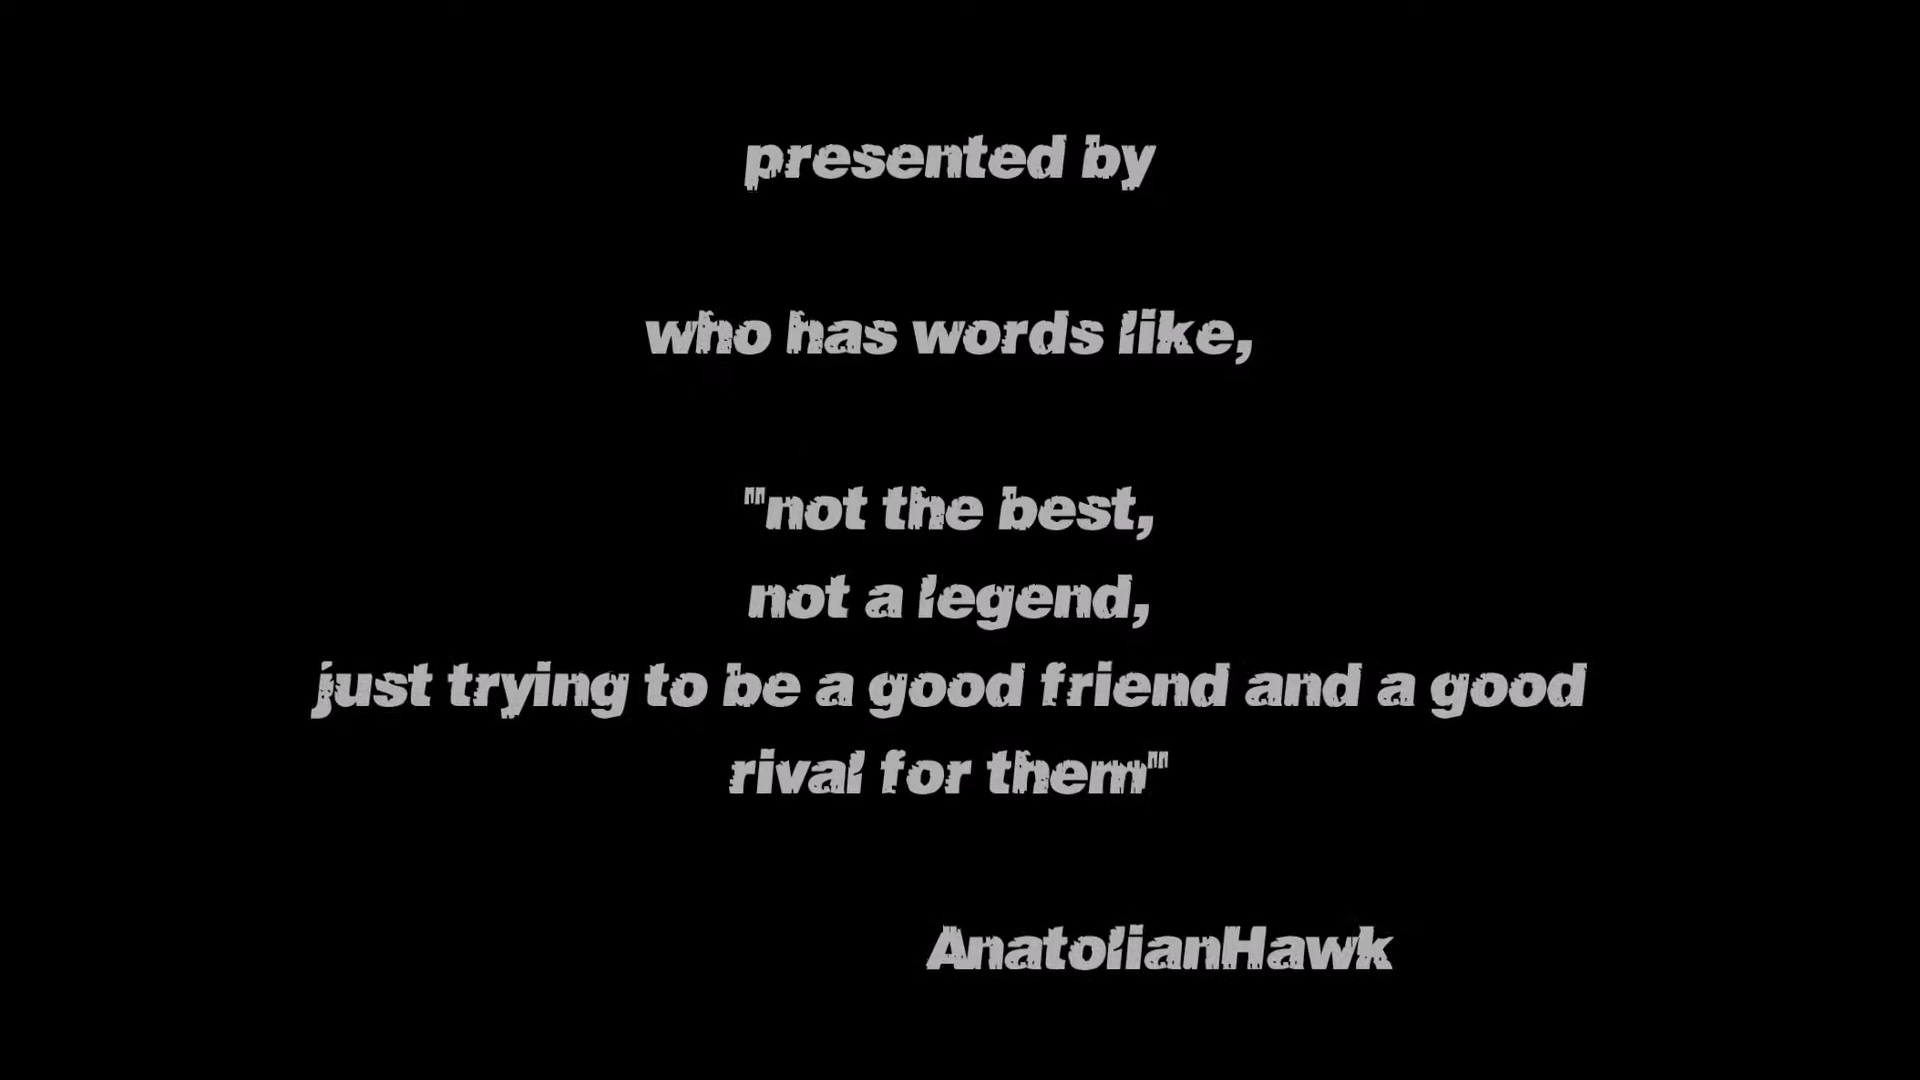 presented by
who has words like,
"not the best,
not a legend,
just trying to be a good friend and a good
rival for them"
AnatolianHawk